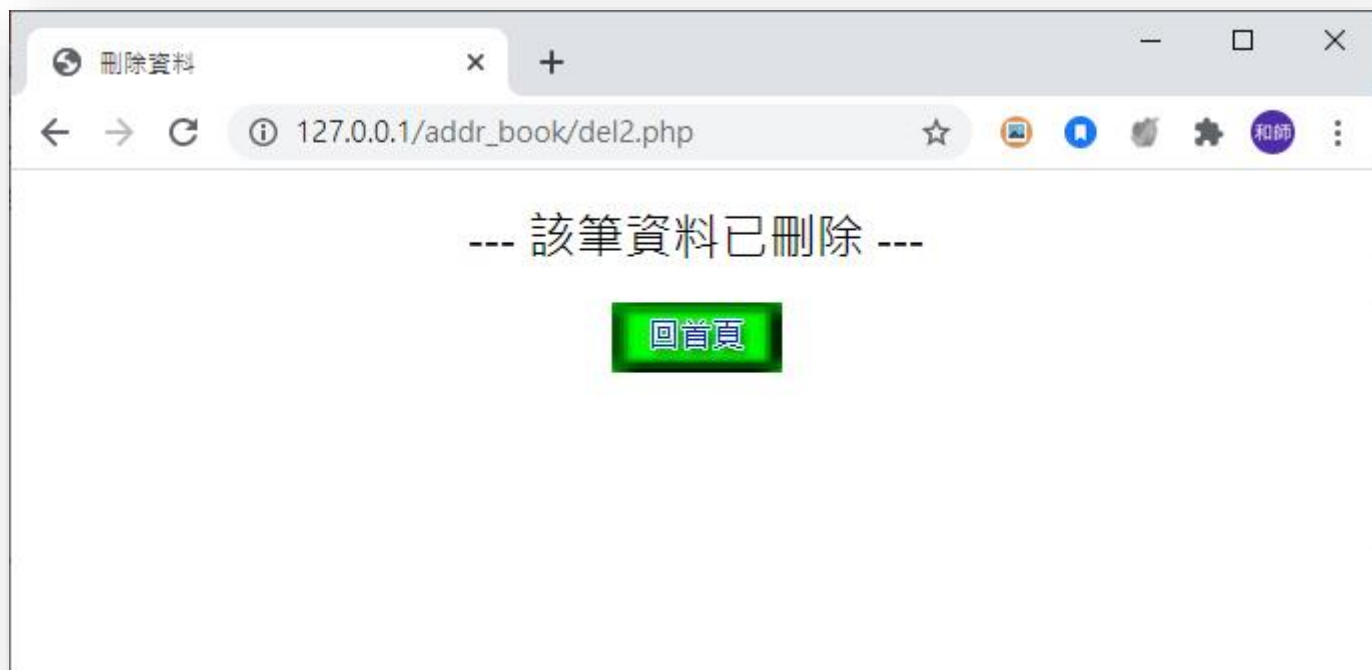 刪除資料
127.0.0.1/addr_book/del2.php
和師
--- 該筆資料已刪除 ---
回首頁